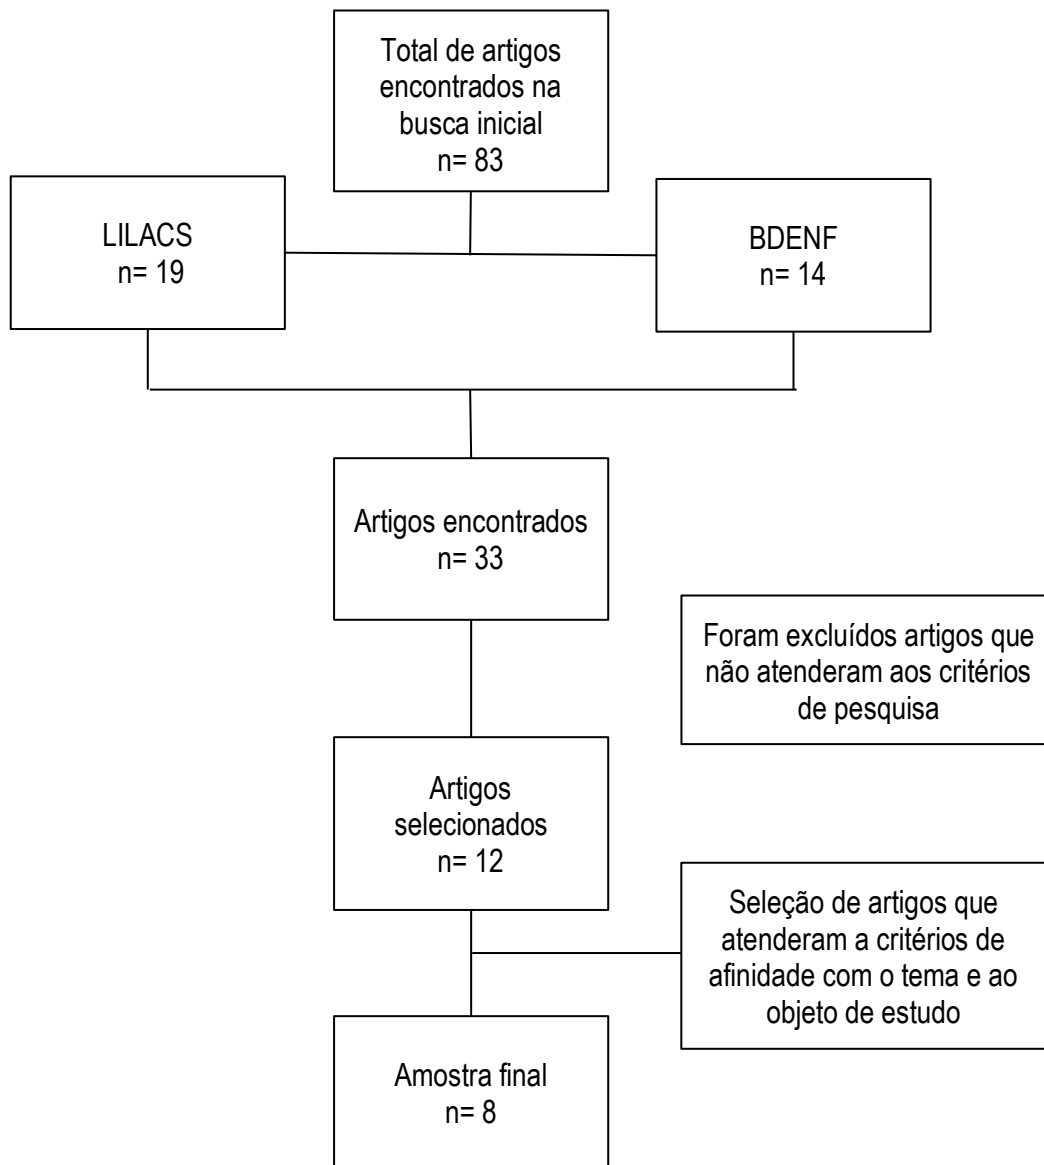 Total de artigos
encontrados na
busca inicial
n= 83
LILACS
n= 19
BDENF
n= 14
Artigos encontrados
n= 33
Foram excluídos artigos que
não atenderam aos critérios
de pesquisa
Artigos
selecionados
n= 12
Seleção de artigos que
atenderam a critérios de
afinidade com o tema e ao
objeto de estudo
Amostra final
n= 8